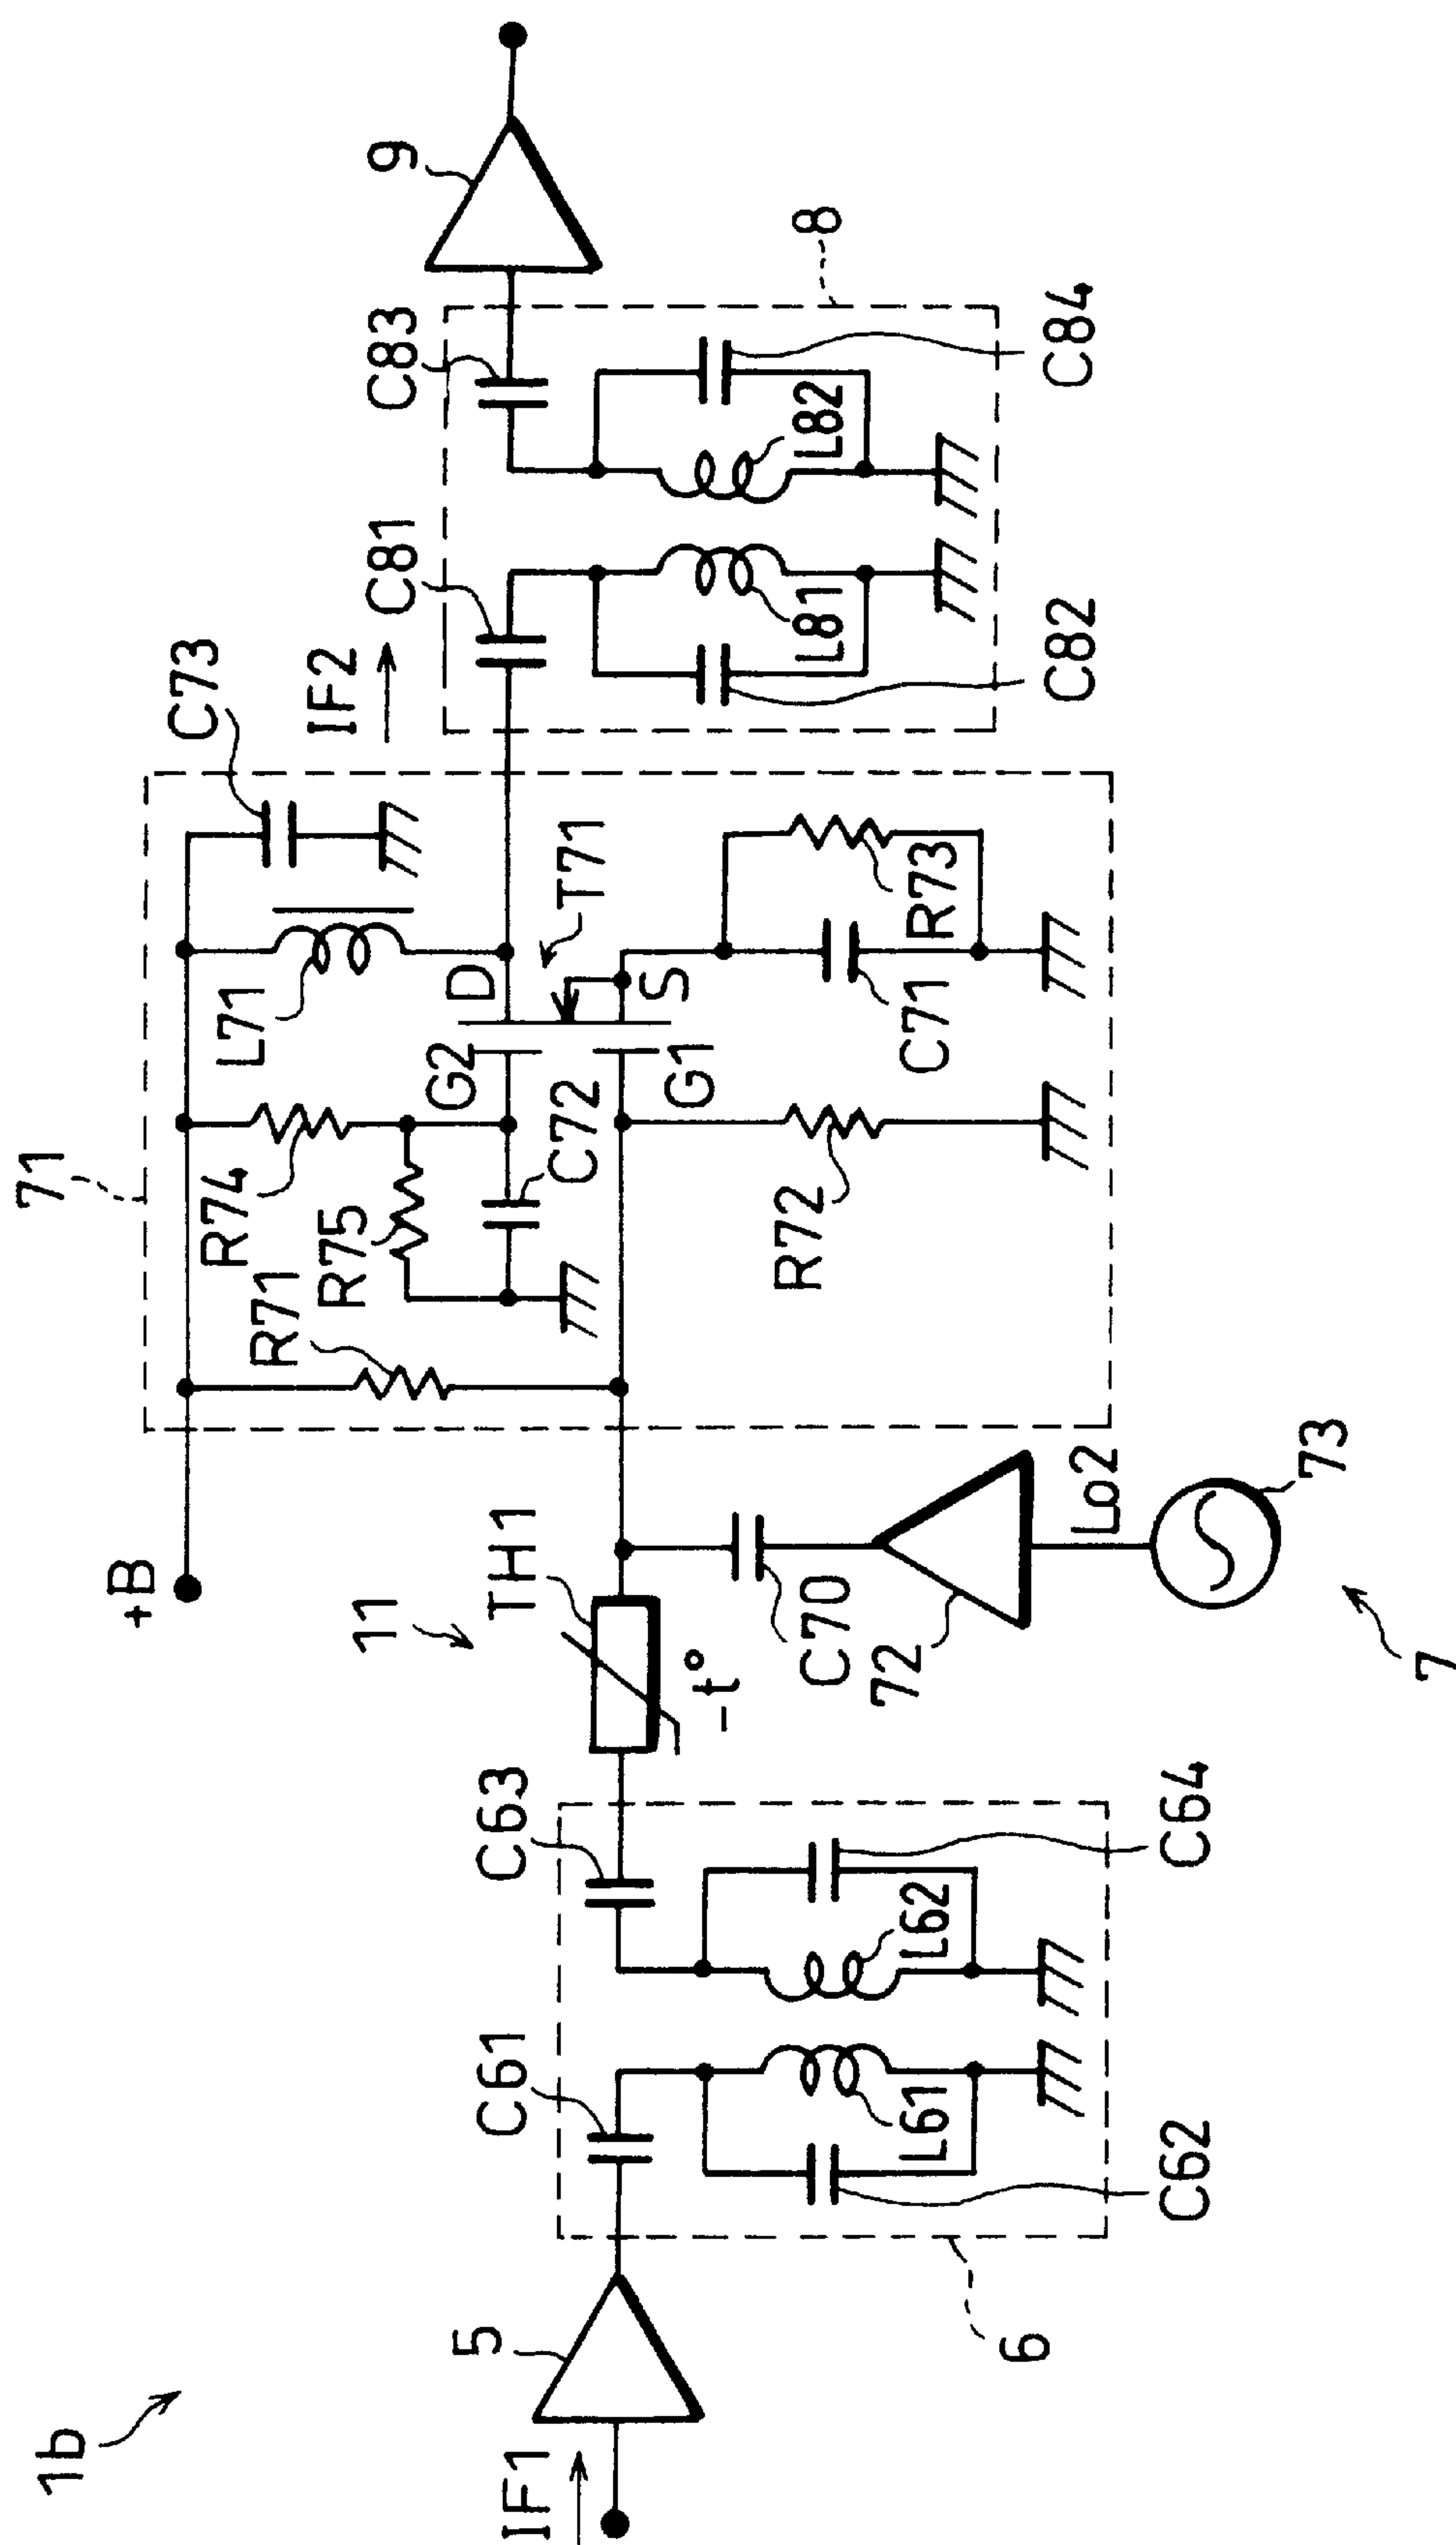 1b
IF1
5
6
C61
C62
L61
L62
C63
C64
11
TH1
-t°
C70
72
Lo2
73
7
+B
71
R71
R74
R75
C72
G2
G1
R72
L71
D
S
T71
C71
R73
C73
IF2
8
C81
C82
L81
L82
C83
C84
9